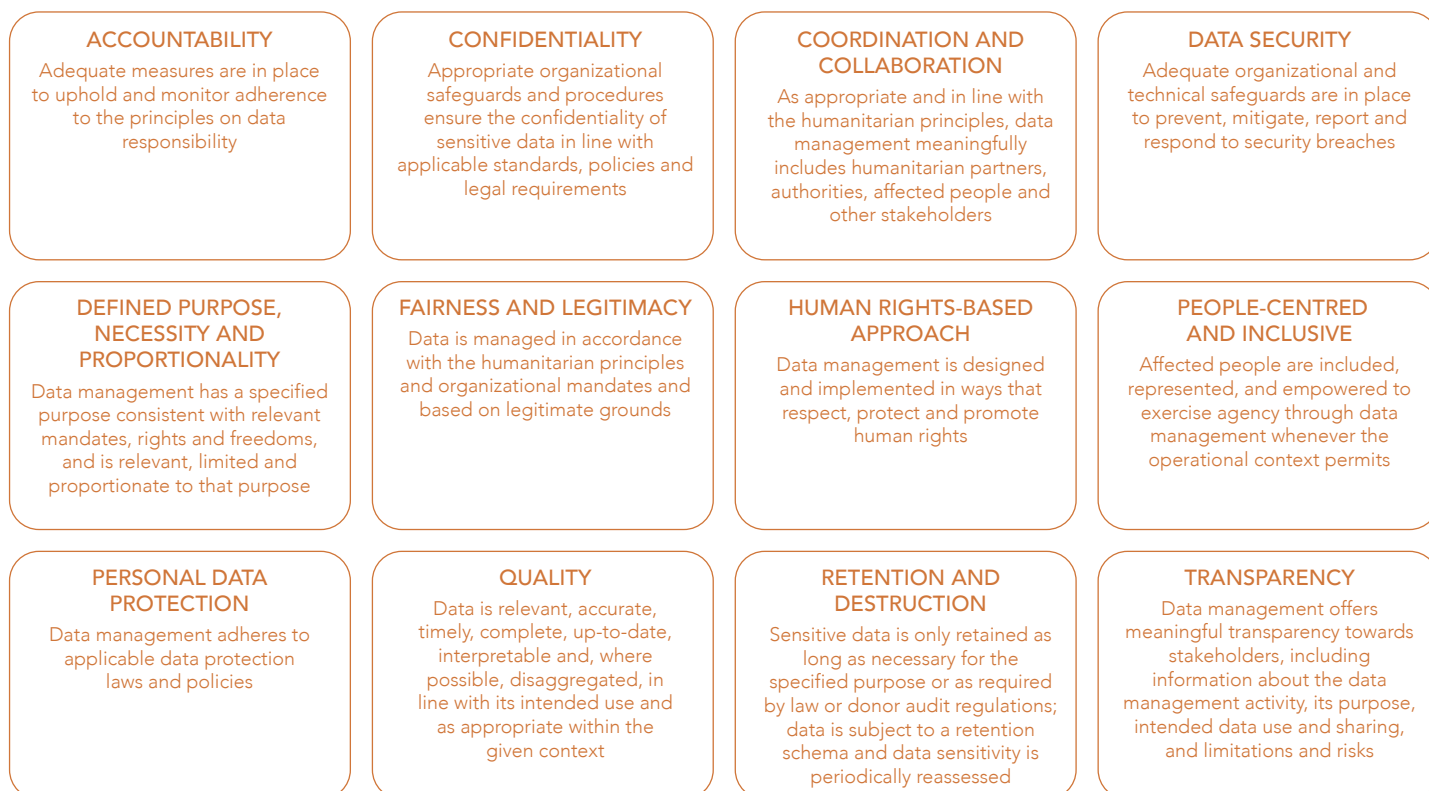 ACCOUNTABILITY
Adequate measures are in place
to uphold and monitor adherence
to the principles on data
responsibility
CONFIDENTIALITY
Appropriate organizational
safeguards and procedures
ensure the confidentiality of
sensitive data in line with
applicable standards, policies and
legal requirements
COORDINATION AND
COLLABORATION
As appropriate and in line with
the humanitarian principles, data
management meaningfully
includes humanitarian partners,
authorities, affected people and
other stakeholders
DATA SECURITY
Adequate organizational and
technical safeguards are in place
to prevent, mitigate, report and
respond to security breaches
DEFINED PURPOSE,
NECESSITY AND
PROPORTIONALITY
Data management has a specified
purpose consistent with relevant
mandates, rights and freedoms,
and is relevant, limited and
proportionate to that purpose
FAIRNESS AND LEGITIMACY
Data is managed in accordance
with the humanitarian principles
and organizational mandates and
based on legitimate grounds
HUMAN RIGHTS-BASED
APPROACH
Data management is designed
and implemented in ways that
respect, protect and promote
human rights
PEOPLE-CENTRED
AND INCLUSIVE
Affected people are included,
represented, and empowered to
exercise agency through data
management whenever the
operational context permits
PERSONAL DATA
PROTECTION
Data management adheres to
applicable data protection
laws and policies
QUALITY
Data is relevant, accurate,
timely, complete, up-to-date,
interpretable and, where
possible, disaggregated, in
line with its intended use and
as appropriate within the
given context
RETENTION AND
DESTRUCTION
Sensitive data is only retained as
long as necessary for the
specified purpose or as required
by law or donor audit regulations;
data is subject to a retention
schema and data sensitivity is
periodically reassessed
TRANSPARENCY
Data management offers
meaningful transparency towards
stakeholders, including
information about the data
management activity, its purpose,
intended data use and sharing,
and limitations and risks